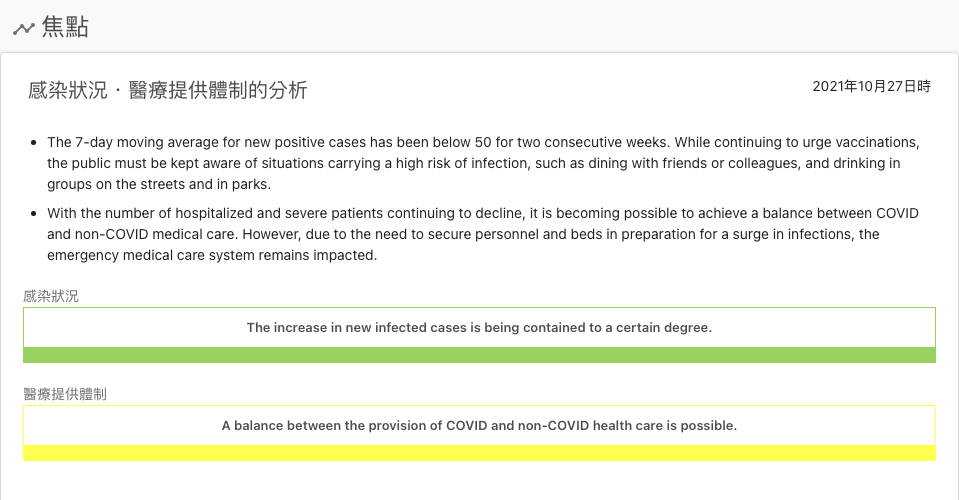 焦點
感染狀況・醫療提供體制的分析
2021年10月27日時
• The 7-day moving average for new positive cases has been below 50 for two consecutive weeks. While continuing to urge vaccinations,
the public must be kept aware of situations carrying a high risk of infection, such as dining with friends or colleagues, and drinking in
groups on the streets and in parks.
• With the number of hospitalized and severe patients continuing to decline, it is becoming possible to achieve a balance between COVID
and non-COVID medical care. However, due to the need to secure personnel and beds in preparation for a surge in infections, the
emergency medical care system remains impacted.
感染狀況
The increase in new infected cases is being contained to a certain degree.
醫療提供體制
A balance between the provision of COVID and non-COVID health care is possible.